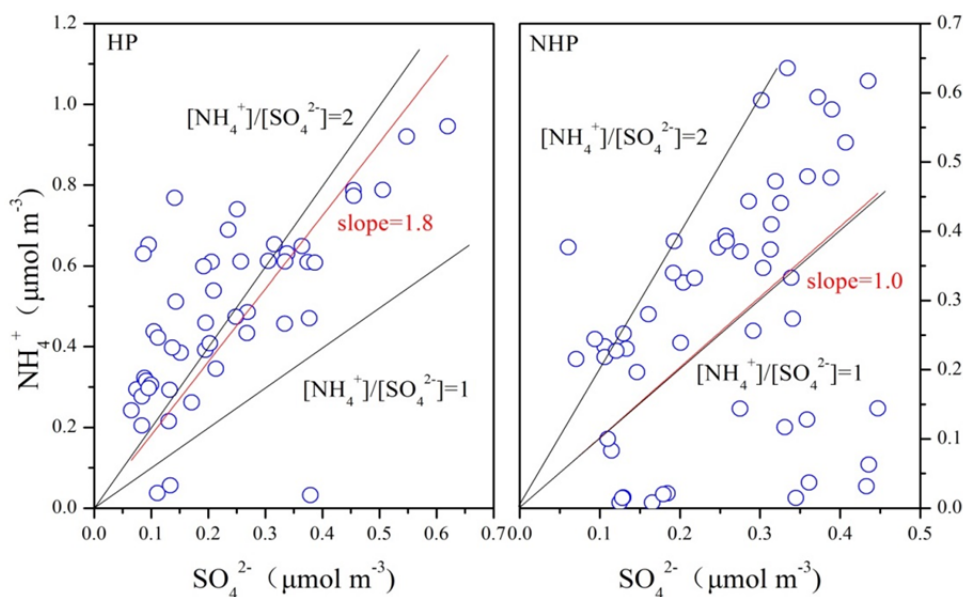 HP
[NH₄⁺]/[SO₄²⁻]=2
slope=1.8
[NH₄⁺]/[SO₄²⁻]=1
1.2
1.0
0.8
0.6
0.4
0.2
0.0
NH₄⁺（μmol m⁻³）
0.0 0.1 0.2 0.3 0.4 0.5 0.6 0.7
SO₄²⁻（μmol m⁻³）
NHP
[NH₄⁺]/[SO₄²⁻]=2
slope=1.0
[NH₄⁺]/[SO₄²⁻]=1
0.7
0.6
0.5
0.4
0.3
0.2
0.1
0.0
0.0 0.1 0.2 0.3 0.4 0.5
SO₄²⁻（μmol m⁻³）